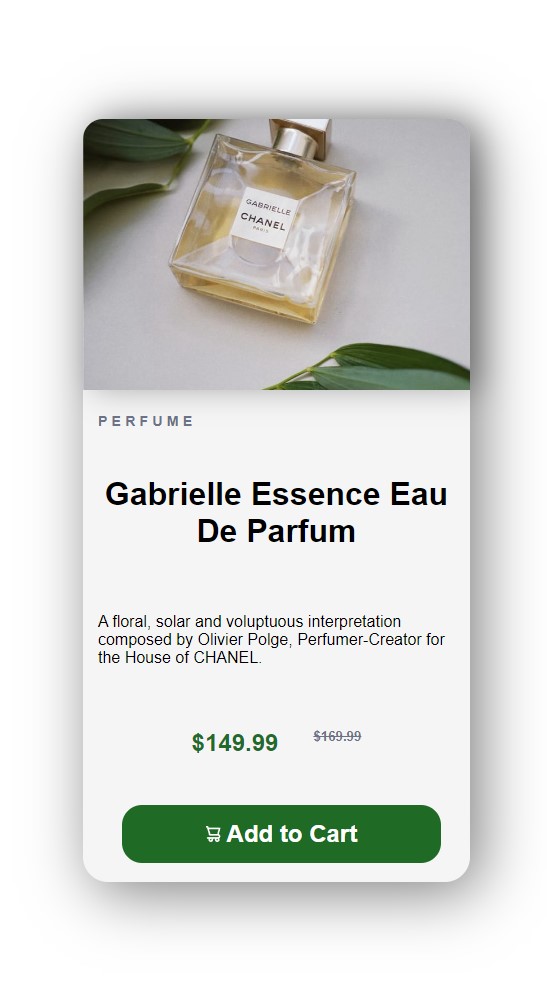 GABRIELLE
CHANEL
PARIS
PERFUME
Gabrielle Essence Eau
De Parfum
A floral, solar and voluptuous interpretation
composed by Olivier Polge, Perfumer-Creator for
the House of CHANEL.
$149.99 $169.99
Add to Cart